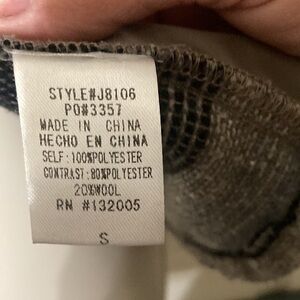 STYLE#J8106
PO#3357
MADE IN CHINA
HECHO EN CHINA
SELF:100%POLYESTER
CONTRAST:80%POLYESTER
20%WOOL
RN #132005
S